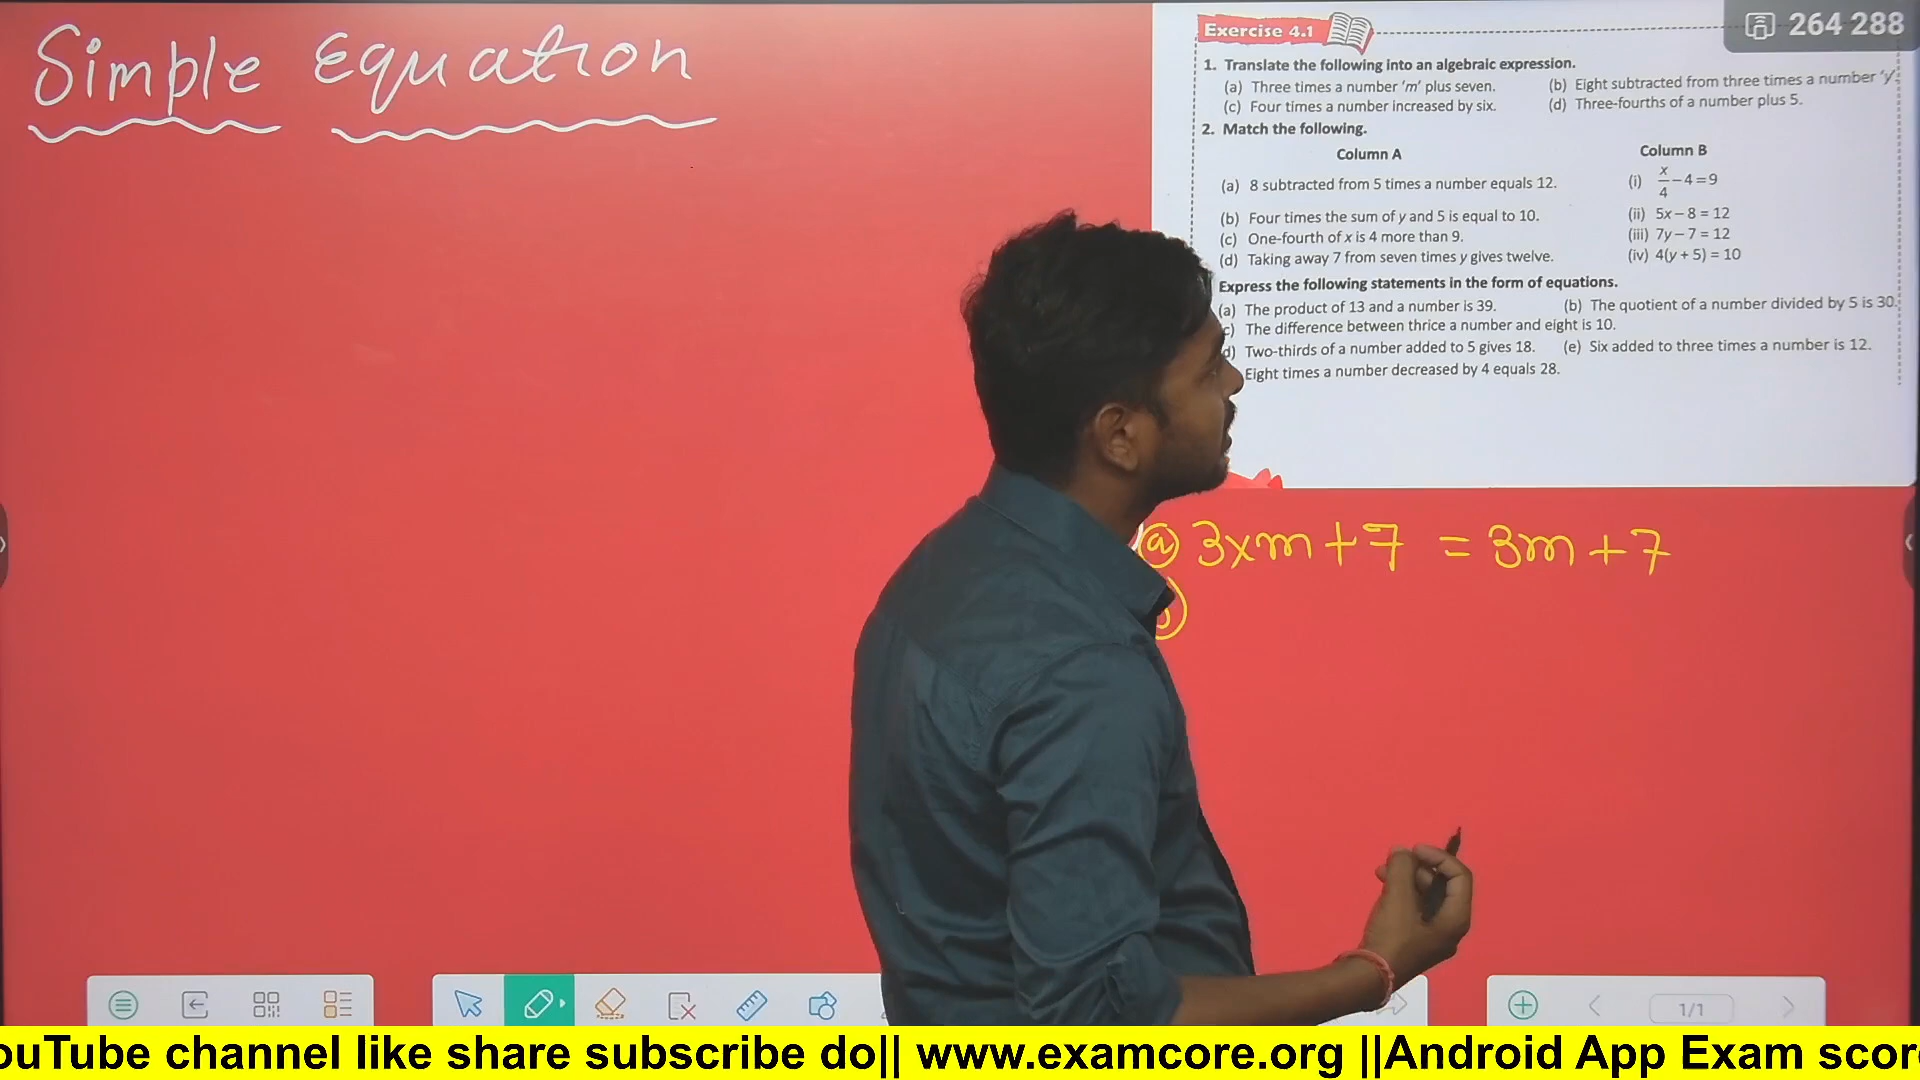 Simple Equation
264 288
Exercise 4.1
1. Translate the following into an algebraic expression.
(a) Three times a number ‘m’ plus seven. (b) Eight subtracted from three times a number ‘y’.
(c) Four times a number increased by six. (d) Three-fourths of a number plus 5.
2. Match the following.
Column A Column B
(a) 8 subtracted from 5 times a number equals 12. (i) x/4 – 4 = 9
(b) Four times the sum of y and 5 is equal to 10. (ii) 5x – 8 = 12
(c) One-fourth of x is 4 more than 9. (iii) 7y – 7 = 12
(d) Taking away 7 from seven times y gives twelve. (iv) 4(y + 5) = 10
Express the following statements in the form of equations.
(a) The product of 13 and a number is 39. (b) The quotient of a number divided by 5 is 30.
c) The difference between thrice a number and eight is 10.
d) Two-thirds of a number added to 5 gives 18. (e) Six added to three times a number is 12.
Eight times a number decreased by 4 equals 28.
(a) 3×m + 7 = 3m + 7
1/1
ouTube channel like share subscribe do|| www.examcore.org ||Android App Exam scor